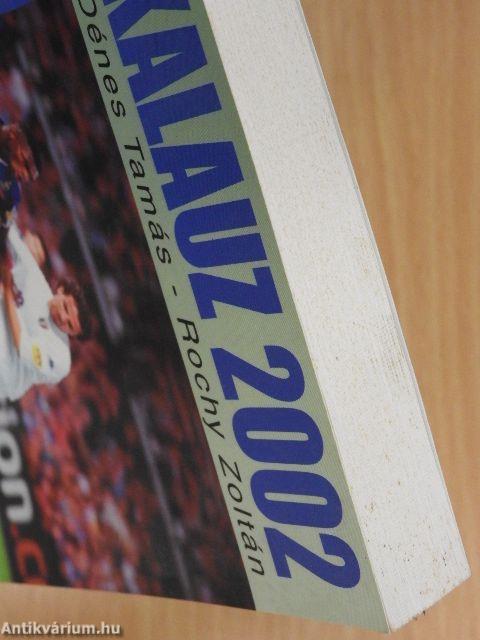 KALAUZ 2002
Dénes Tamás - Rochy Zoltán
Antikvárium.hu